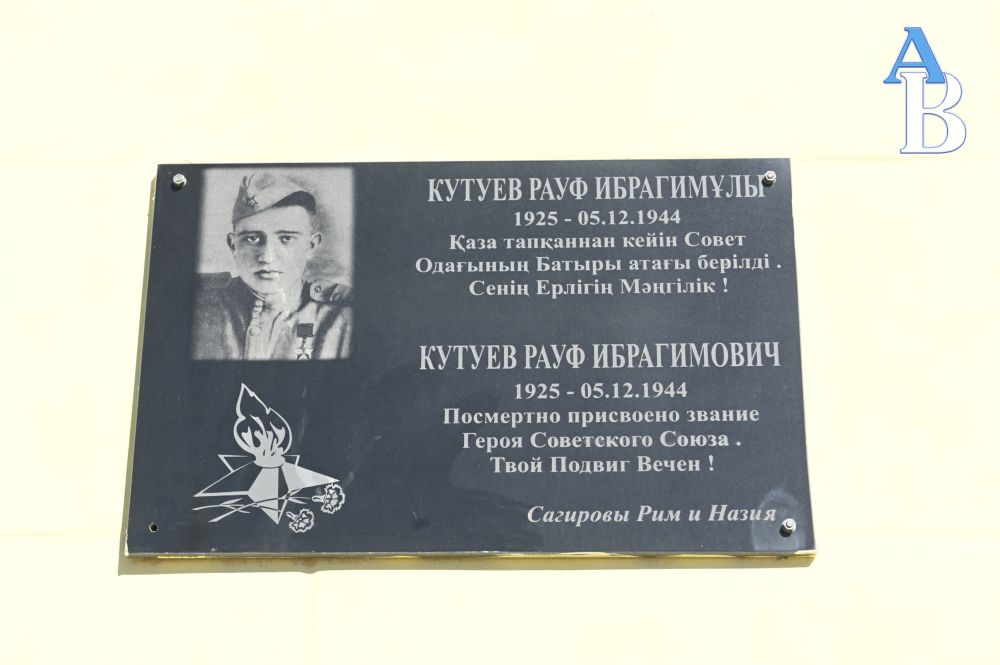 АВ
КУТУЕВ РАУФ ИБРАГИМҰЛЫ
1925 - 05.12.1944
Қаза тапқаннан кейін Совет
Одағының Батыры атағы берілді .
Сенің Ерлігің Мәңгілік !
КУТУЕВ РАУФ ИБРАГИМОВИЧ
1925 - 05.12.1944
Посмертно присвоено звание
Героя Советского Союза .
Твой Подвиг Вечен !
Сагировы Рим и Назия